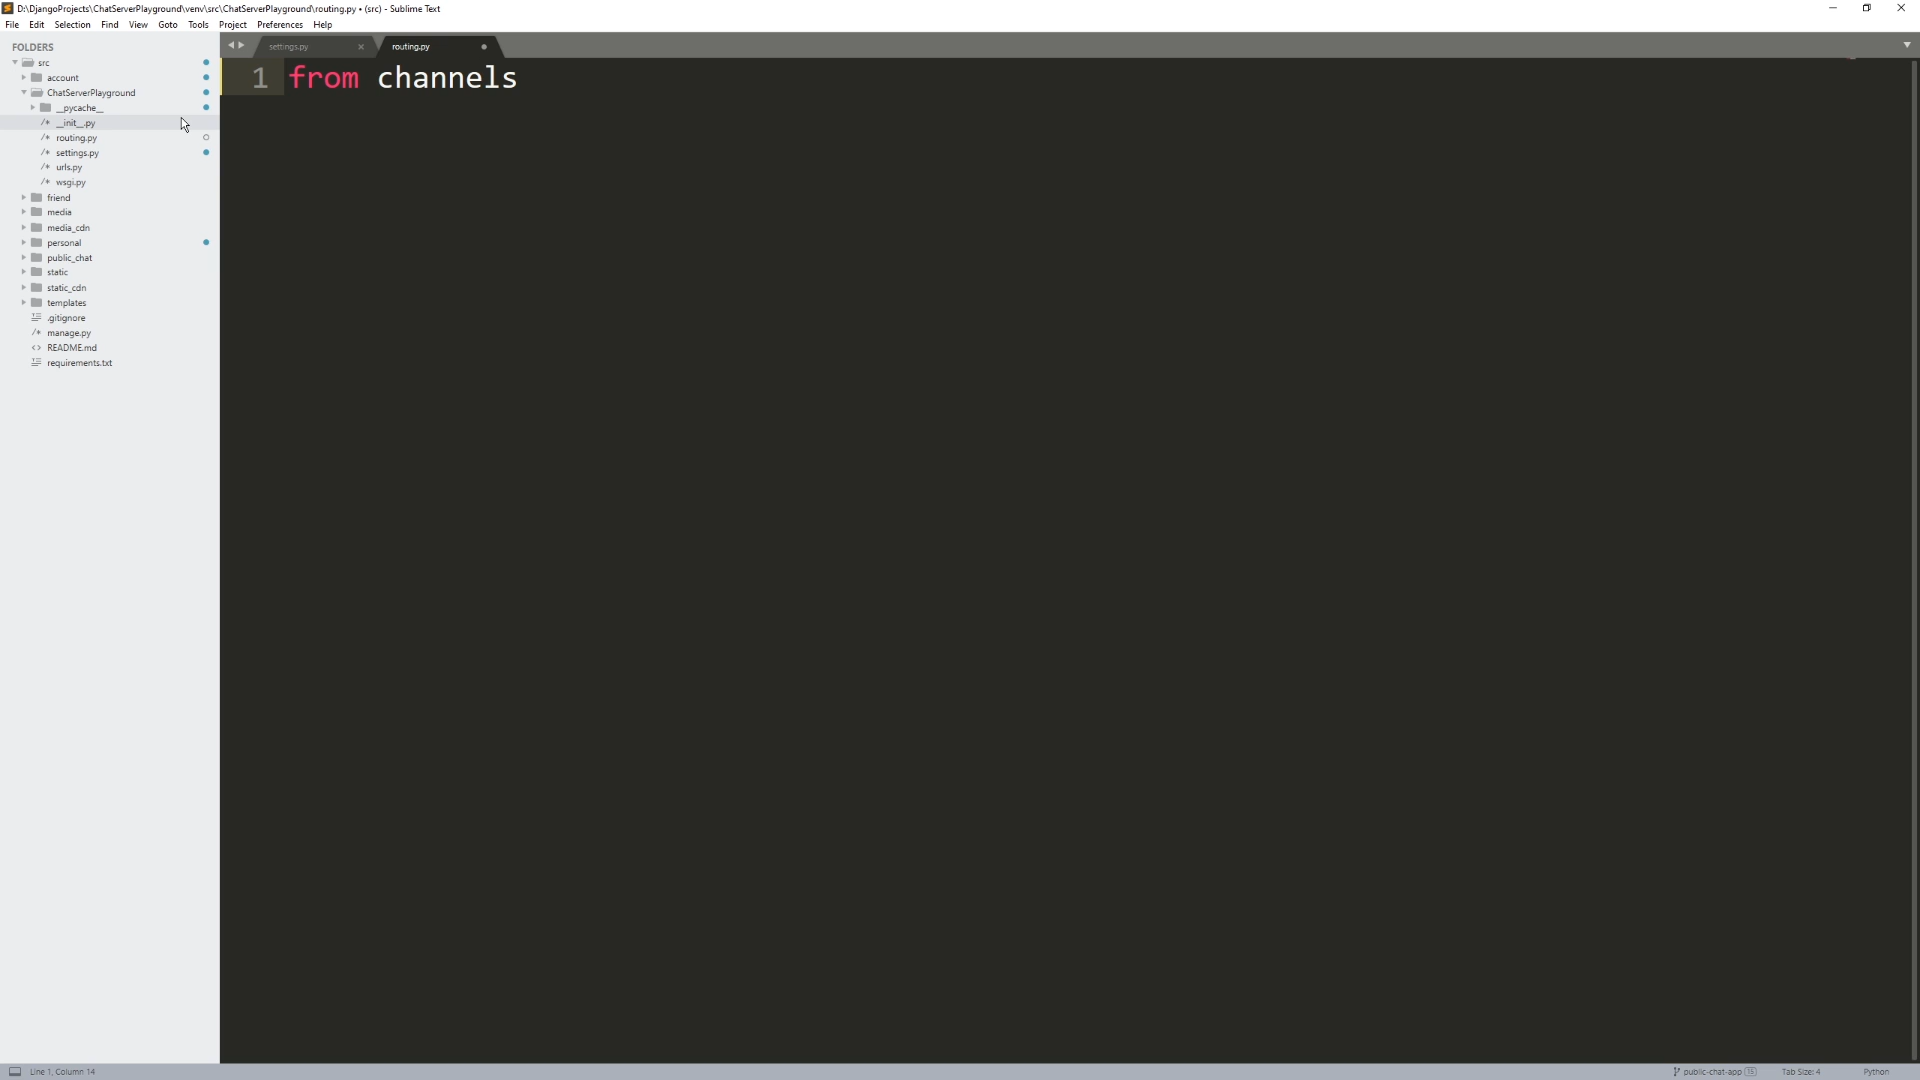 D:\DjangoProjects\ChatServerPlayground\venv\src\ChatServerPlayground\routing.py • (src) - Sublime Text
File Edit Selection Find View Goto Tools Project Preferences Help
FOLDERS
src
account
ChatServerPlayground
__pycache__
/* __init__.py
/* routing.py
/* settings.py
/* urls.py
/* wsgi.py
friend
media
media_cdn
personal
public_chat
static
static_cdn
templates
.gitignore
/* manage.py
<> README.md
requirements.txt
settings.py
routing.py
1 from channels
Line 1, Column 14
public-chat-app 15
Tab Size: 4
Python